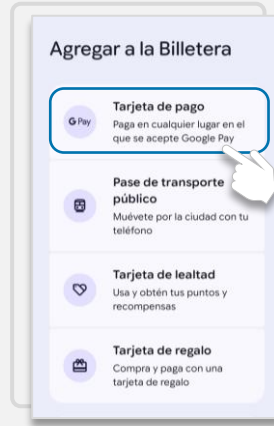 Agregar a la Billetera
G Pay
Tarjeta de pago
Paga en cualquier lugar en el
que se acepte Google Pay
Pase de transporte
público
Muévete por la ciudad con tu
teléfono
Tarjeta de lealtad
Usa y obtén tus puntos y
recompensas
Tarjeta de regalo
Compra y paga con una
tarjeta de regalo